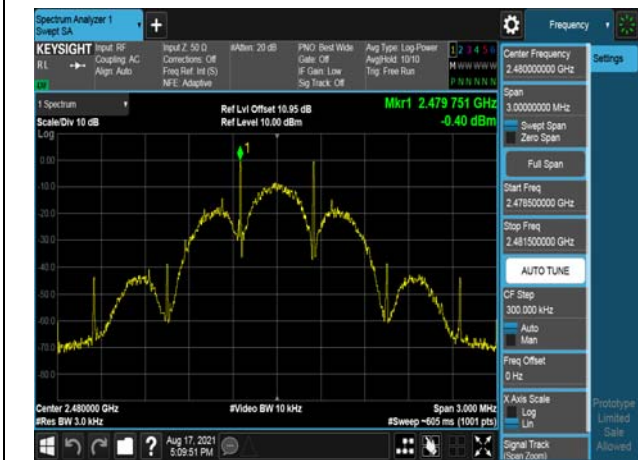 Spectrum Analyzer 1
Swept SA
+
Frequency
KEYSIGHT
RL
Input: RF
Coupling: AC
Align: Auto
Input Z: 50 Ω
Corrections: Off
Freq Ref: Int (S)
NFE: Adaptive
#Atten: 20 dB
PNO: Best Wide
Gate: Off
IF Gain: Low
Sig Track: Off
Avg Type: Log-Power
Avg|Hold: 10/10
Trig: Free Run
1 2 3 4 5 6
M W W W W W
P N N N N N
1 Spectrum
Scale/Div 10 dB
Log
Ref Lvl Offset 10.95 dB
Ref Level 10.00 dBm
Mkr1 2.479 751 GHz
-0.40 dBm
1
0.00
-10.0
-20.0
-30.0
-40.0
-50.0
-60.0
-70.0
-80.0
Center 2.480000 GHz
#Res BW 3.0 kHz
#Video BW 10 kHz
Span 3.000 MHz
#Sweep ~605 ms (1001 pts)
Aug 17, 2021
5:09:51 PM
?
Center Frequency
2.480000000 GHz
Settings
Span
3.00000000 MHz
Swept Span
Zero Span
Full Span
Start Freq
2.478500000 GHz
Stop Freq
2.481500000 GHz
AUTO TUNE
CF Step
300.000 kHz
Auto
Man
Freq Offset
0 Hz
X Axis Scale
Log
Lin
Signal Track
(Span Zoom)
Prototype
Limited
Sale
Allowed